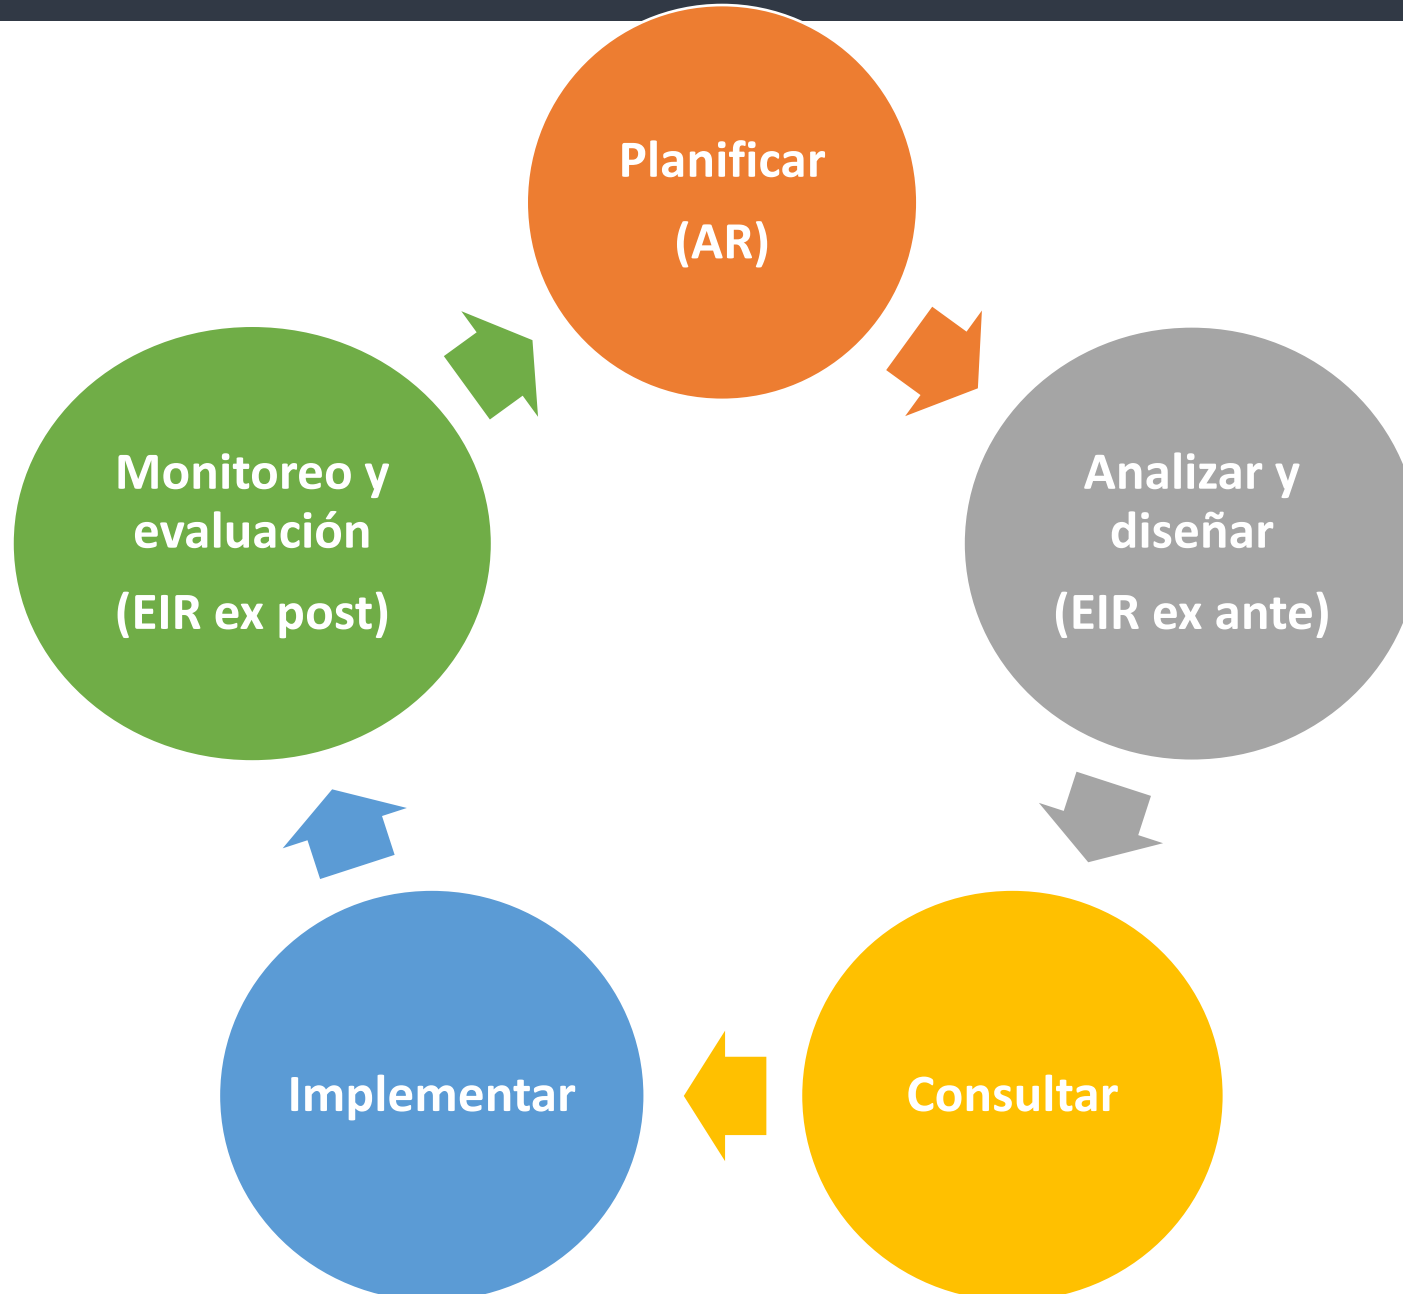 Planificar
(AR)
Analizar y
diseñar
(EIR ex ante)
Consultar
Implementar
Monitoreo y
evaluación
(EIR ex post)